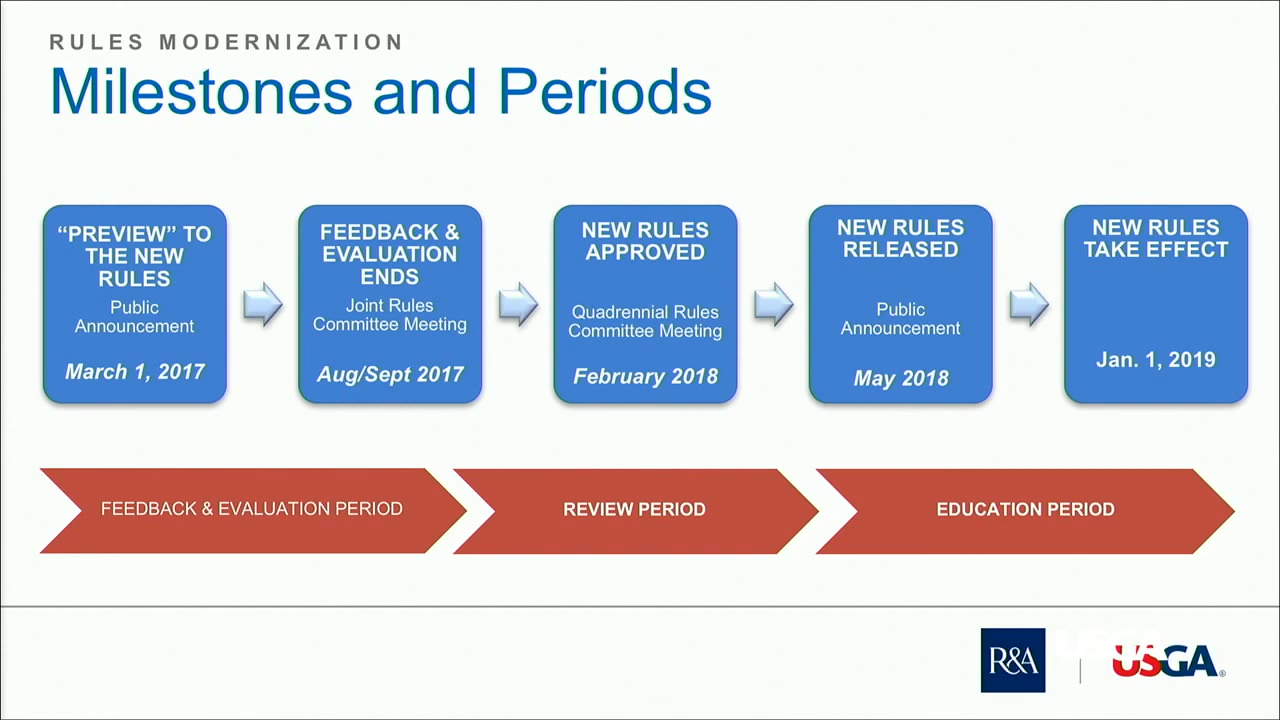 RULES MODERNIZATION
Milestones and Periods
“PREVIEW” TO
THE NEW
RULES
Public
Announcement
March 1, 2017
FEEDBACK &
EVALUATION
ENDS
Joint Rules
Committee Meeting
Aug/Sept 2017
NEW RULES
APPROVED
Quadrennial Rules
Committee Meeting
February 2018
NEW RULES
RELEASED
Public
Announcement
May 2018
NEW RULES
TAKE EFFECT
Jan. 1, 2019
FEEDBACK & EVALUATION PERIOD
REVIEW PERIOD
EDUCATION PERIOD
R&A
USGA®